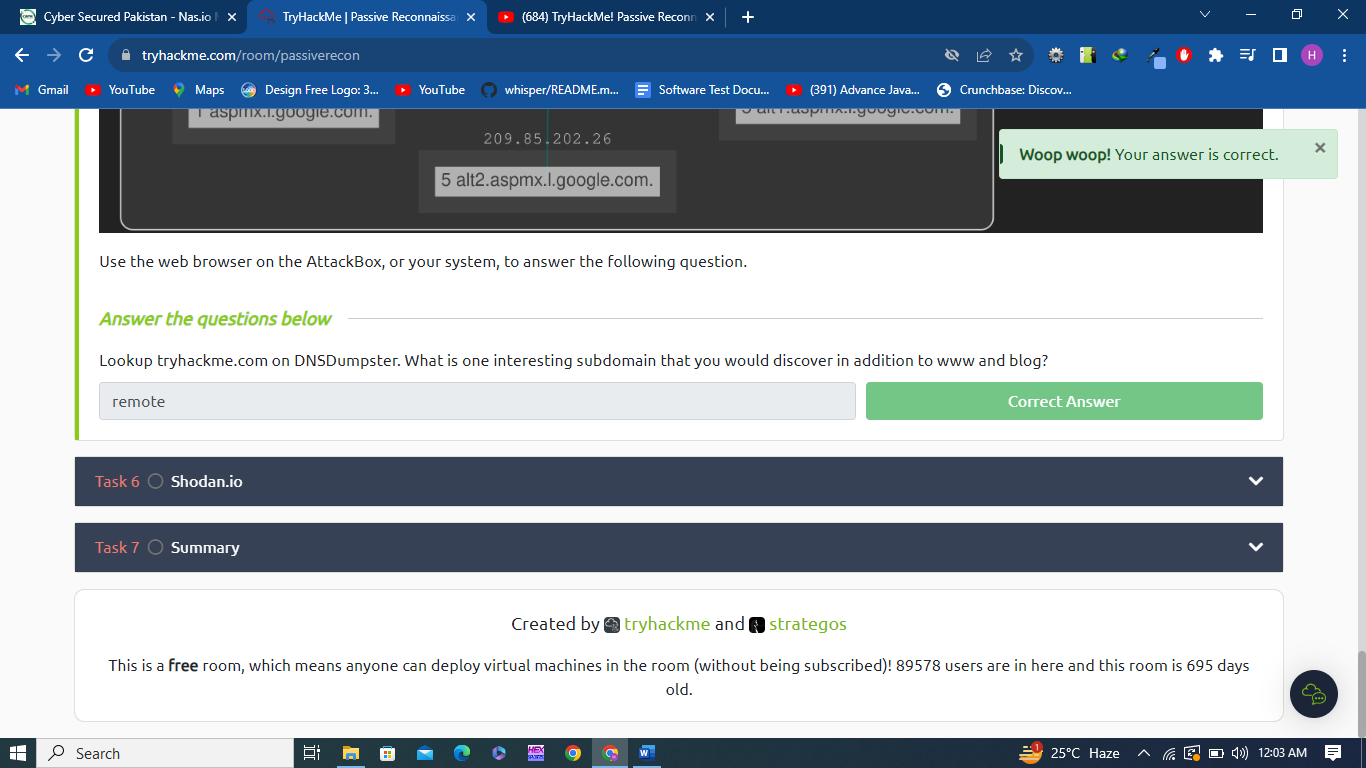 Cyber Secured Pakistan - Nas.io
TryHackMe | Passive Reconnaissa
(684) TryHackMe! Passive Reconn
tryhackme.com/room/passiverecon
H
Gmail YouTube Maps Design Free Logo: 3... YouTube whisper/README.m... Software Test Docu... (391) Advance Java... Crunchbase: Discov...
1 aspmx.l.google.com.
5 alt1.aspmx.l.google.com.
209.85.202.26
5 alt2.aspmx.l.google.com.
Woop woop! Your answer is correct.
Use the web browser on the AttackBox, or your system, to answer the following question.
Answer the questions below
Lookup tryhackme.com on DNSDumpster. What is one interesting subdomain that you would discover in addition to www and blog?
remote
Correct Answer
Task 6 Shodan.io
Task 7 Summary
Created by tryhackme and strategos
This is a free room, which means anyone can deploy virtual machines in the room (without being subscribed)! 89578 users are in here and this room is 695 days
old.
Search
1 25°C Haze 12:03 AM